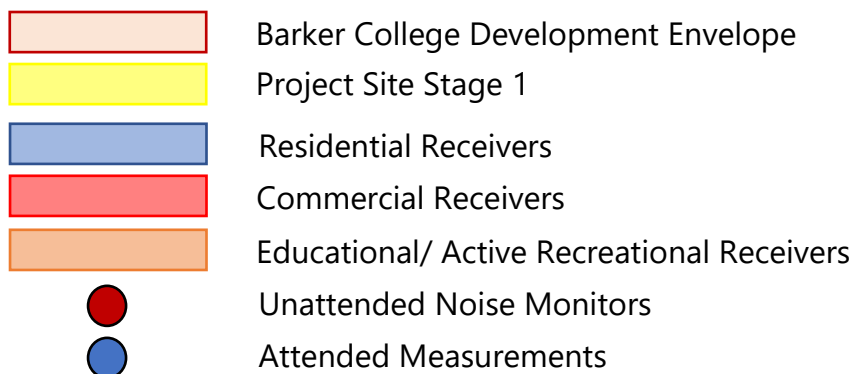 Barker College Development Envelope
Project Site Stage 1
Residential Receivers
Commercial Receivers
Educational/ Active Recreational Receivers
Unattended Noise Monitors
Attended Measurements